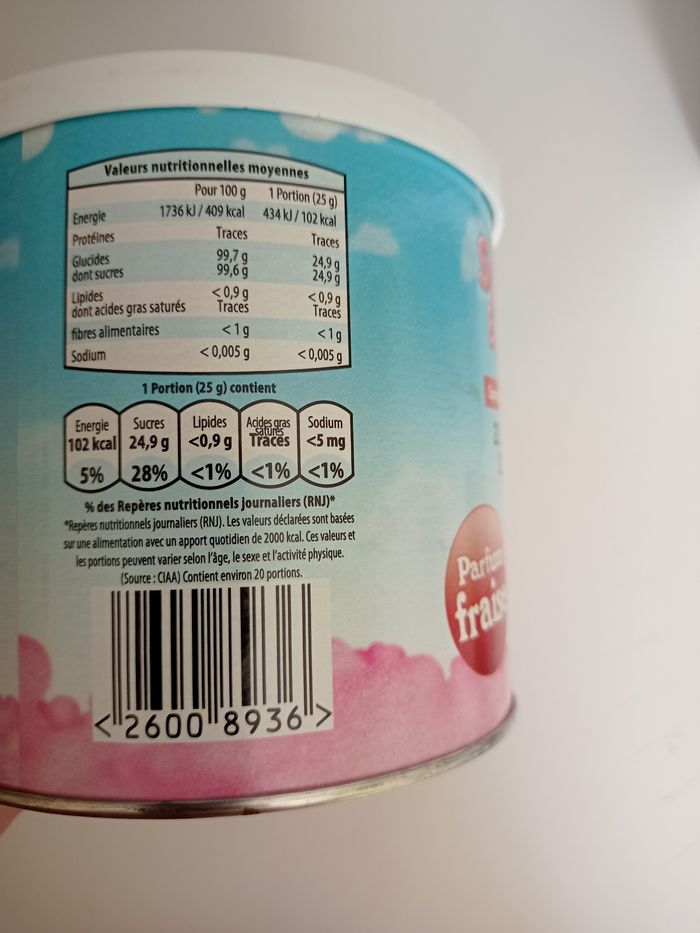 Valeurs nutritionnelles moyennes
Pour 100 g 1 Portion (25 g)
Energie 1736 kJ / 409 kcal 434 kJ / 102 kcal
Protéines Traces Traces
Glucides 99,7 g 24,9 g
dont sucres 99,6 g 24,9 g
Lipides < 0,9 g < 0,9 g
dont acides gras saturés Traces Traces
fibres alimentaires < 1 g < 1 g
Sodium < 0,005 g < 0,005 g
1 Portion (25 g) contient
Energie Sucres Lipides Acides gras saturés Sodium
102 kcal 24,9 g <0,9 g Traces <5 mg
5% 28% <1% <1% <1%
% des Repères nutritionnels journaliers (RNJ)*
*Repères nutritionnels journaliers (RNJ). Les valeurs déclarées sont basées
sur une alimentation avec un apport quotidien de 2000 kcal. Ces valeurs et
les portions peuvent varier selon l'âge, le sexe et l'activité physique.
(Source : CIAA) Contient environ 20 portions.
<2600 8936>
Parfum
fraise